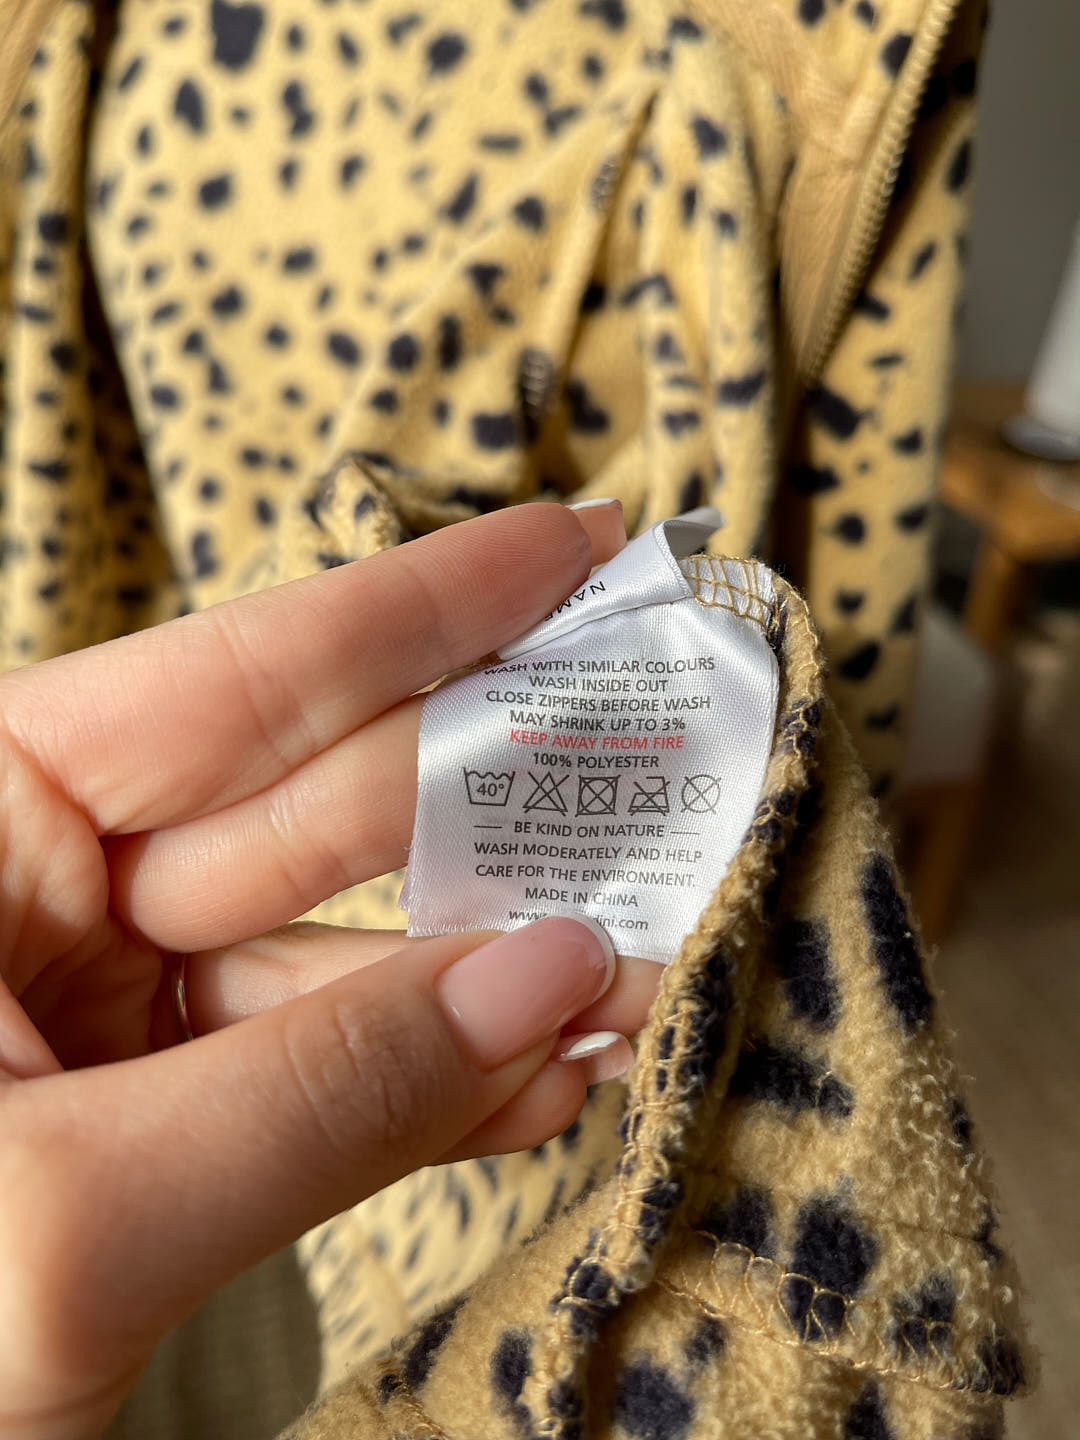 NAME
WASH WITH SIMILAR COLOURS
WASH INSIDE OUT
CLOSE ZIPPERS BEFORE WASH
MAY SHRINK UP TO 3%
KEEP AWAY FROM FIRE
100% POLYESTER
40°
BE KIND ON NATURE
WASH MODERATELY AND HELP
CARE FOR THE ENVIRONMENT.
MADE IN CHINA